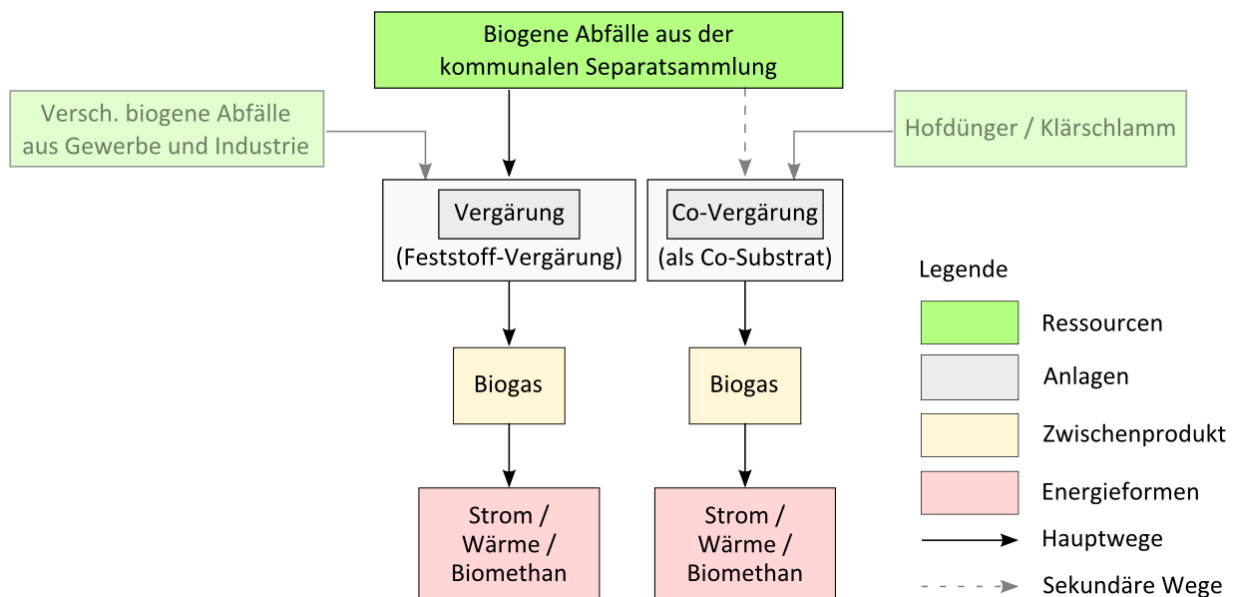 Biogene Abfälle aus der
kommunalen Separatsammlung
Versch. biogene Abfälle
aus Gewerbe und Industrie
Hofdünger / Klärschlamm
Vergärung
(Feststoff-Vergärung)
Co-Vergärung
(als Co-Substrat)
Biogas
Biogas
Strom /
Wärme /
Biomethan
Strom /
Wärme /
Biomethan
Legende
Ressourcen
Anlagen
Zwischenprodukt
Energieformen
Hauptwege
Sekundäre Wege